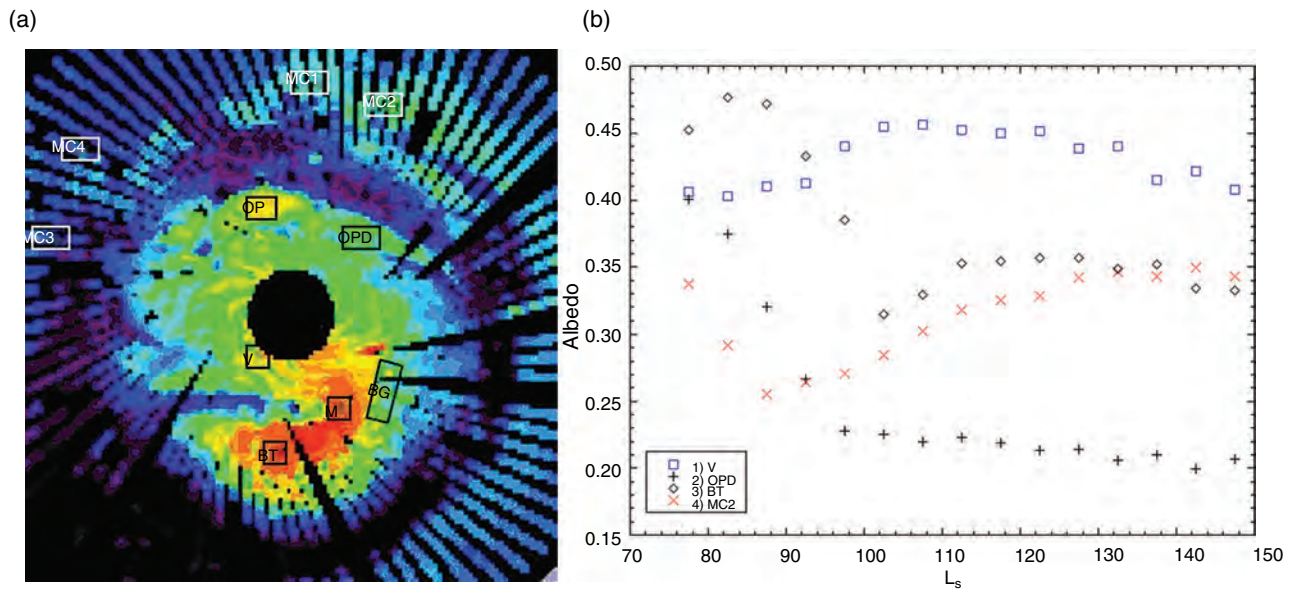 (a)
(b)
MC1
MC2
MC4
OP
MC3
OPD
V
BG
M
BT
0.50
0.45
0.40
0.35
0.30
0.25
0.20
0.15
Albedo
1) V
2) OPD
3) BT
4) MC2
70 80 90 100 110 120 130 140 150
Ls